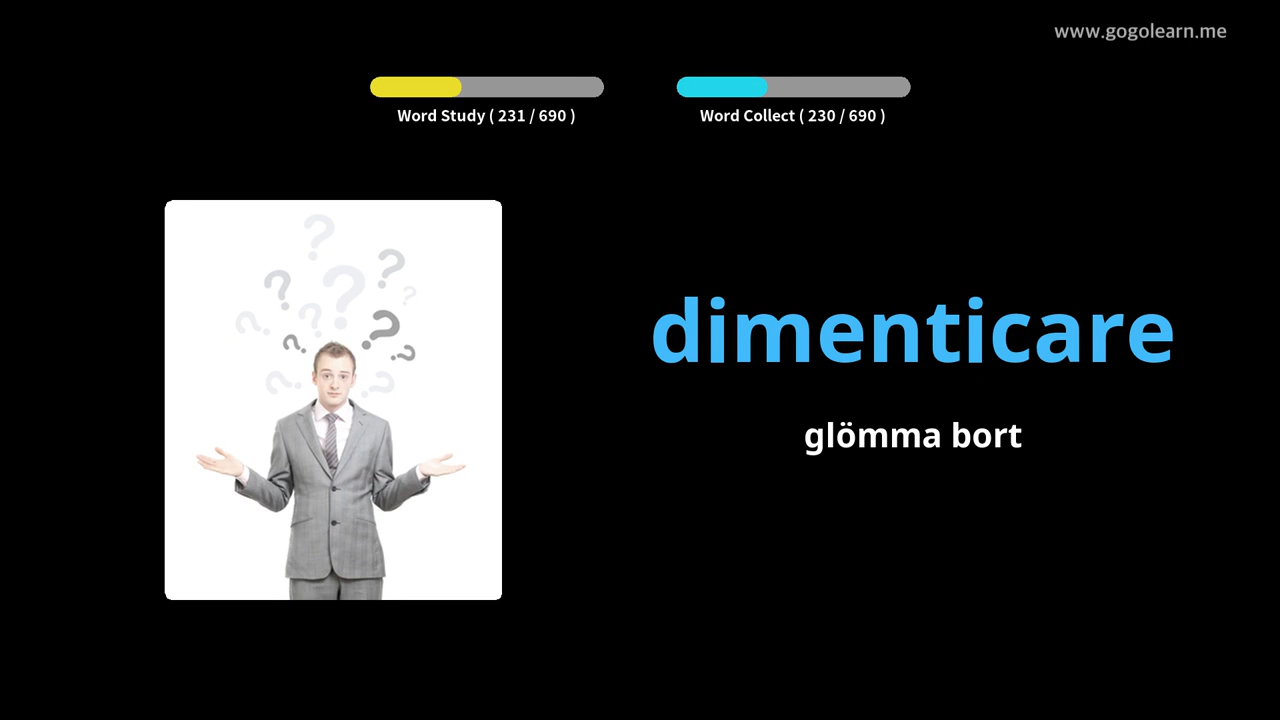 www.gogolearn.me
Word Study ( 231 / 690 )
Word Collect ( 230 / 690 )
dimenticare
glömma bort